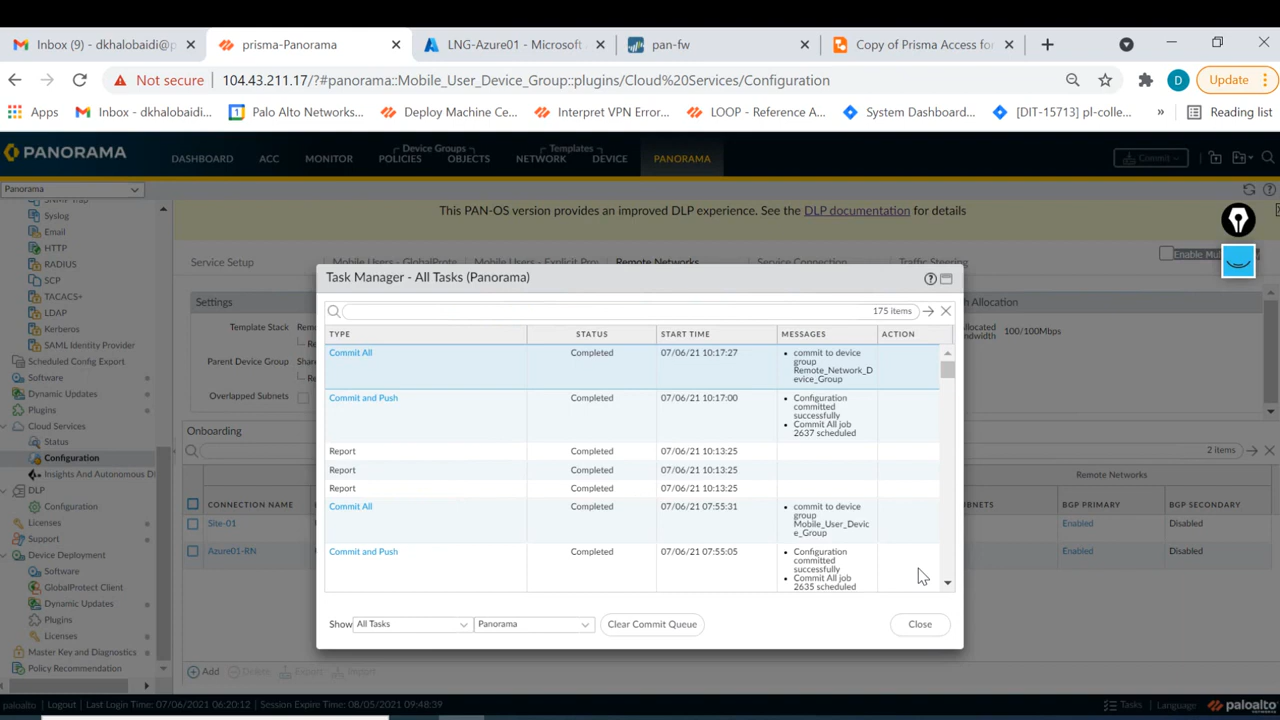 Inbox (9) - dkhalobaidi@p
prisma-Panorama
LNG-Azure01 - Microsoft
pan-fw
Copy of Prisma Access for
Not secure
104.43.211.17/?#panorama::Mobile_User_Device_Group::plugins/Cloud%20Services/Configuration
D
Update
Apps
Inbox - dkhalobaidi...
Palo Alto Networks...
Deploy Machine Ce...
Interpret VPN Error...
LOOP - Reference A...
System Dashboard...
[DIT-15713] pl-colle...
»
Reading list
PANORAMA
DASHBOARD
ACC
MONITOR
Device Groups
POLICIES
OBJECTS
Templates
NETWORK
DEVICE
PANORAMA
Commit
Panorama
This PAN-OS version provides an improved DLP experience. See the DLP documentation for details
SNMP Trap
Syslog
Email
HTTP
RADIUS
SCP
TACACS+
LDAP
Kerberos
SAML Identity Provider
Scheduled Config Export
Software
Dynamic Updates
Plugins
Cloud Services
Status
Configuration
Insights And Autonomous DI
DLP
Configuration
Licenses
Support
Device Deployment
Software
GlobalProtect Client
Dynamic Updates
Plugins
Licenses
Master Key and Diagnostics
Policy Recommendation
Service Setup
Mobile Users - GlobalProte
Mobile Users - Explicit Pro
Remote Networks
Service Connection
Traffic Steering
Enable Mu
Settings
Template Stack
Parent Device Group
Overlapped Subnets
h Allocation
100/100Mbps
Onboarding
2 items
Remote Networks
CONNECTION NAME
BGP PRIMARY
BGP SECONDARY
Site-01
Enabled
Disabled
Azure01-RN
Enabled
Disabled
Add
Delete
Export
Import
Task Manager - All Tasks (Panorama)
175 items
TYPE
STATUS
START TIME
MESSAGES
ACTION
Commit All
Completed
07/06/21 10:17:27
• commit to device
group
Remote_Network_D
evice_Group
Commit and Push
Completed
07/06/21 10:17:00
• Configuration
committed
successfully
• Commit All job
2637 scheduled
Report
Completed
07/06/21 10:13:25
Report
Completed
07/06/21 10:13:25
Report
Completed
07/06/21 10:13:25
Commit All
Completed
07/06/21 07:55:31
• commit to device
group
Mobile_User_Devic
e_Group
Commit and Push
Completed
07/06/21 07:55:05
• Configuration
committed
successfully
• Commit All job
2635 scheduled
Show
All Tasks
Panorama
Clear Commit Queue
Close
paloalto
Logout
Last Login Time: 07/06/2021 06:20:12
Session Expire Time: 08/05/2021 09:48:39
Tasks
Language
paloalto
NETWORKS